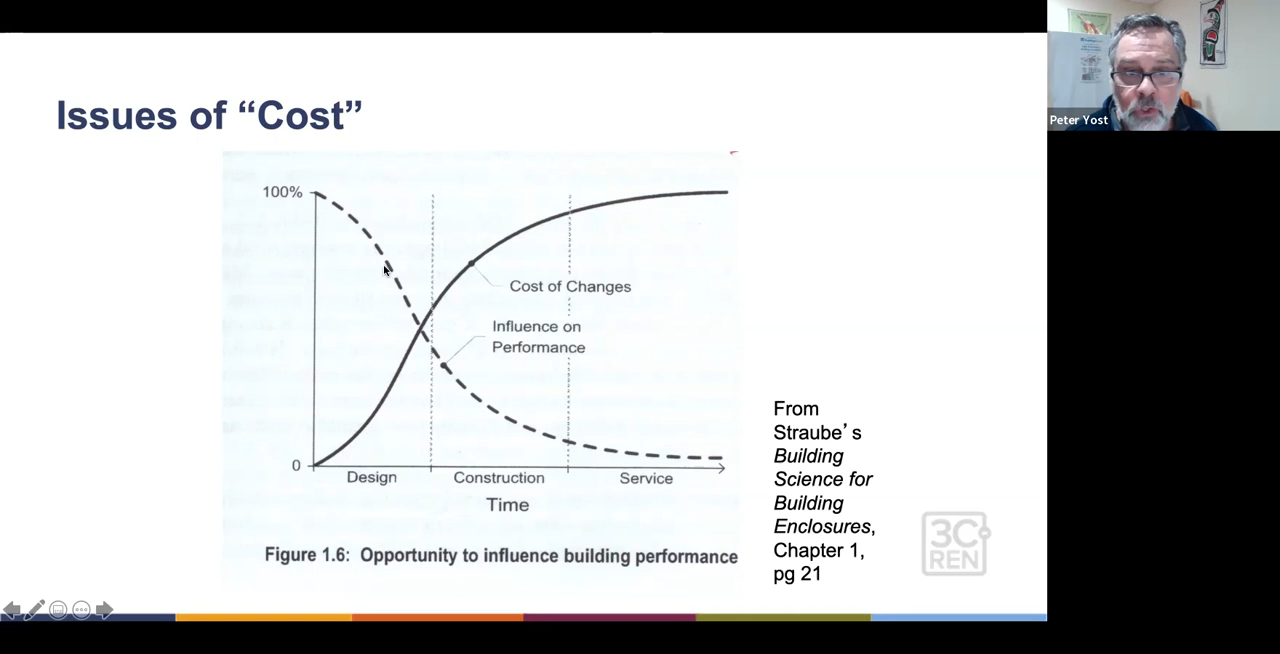 Issues of “Cost”
Peter Yost
100%
Cost of Changes
Influence on
Performance
0
Design
Construction
Service
Time
Figure 1.6: Opportunity to influence building performance
From
Straube’s
Building
Science for
Building
Enclosures,
Chapter 1,
pg 21
3C
REN